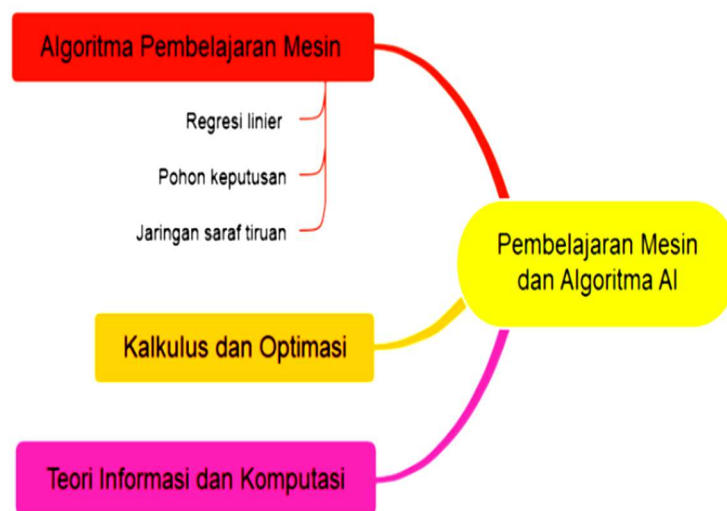 Algoritma Pembelajaran Mesin
Regresi linier
Pohon keputusan
Jaringan saraf tiruan
Pembelajaran Mesin
dan Algoritma AI
Kalkulus dan Optimasi
Teori Informasi dan Komputasi